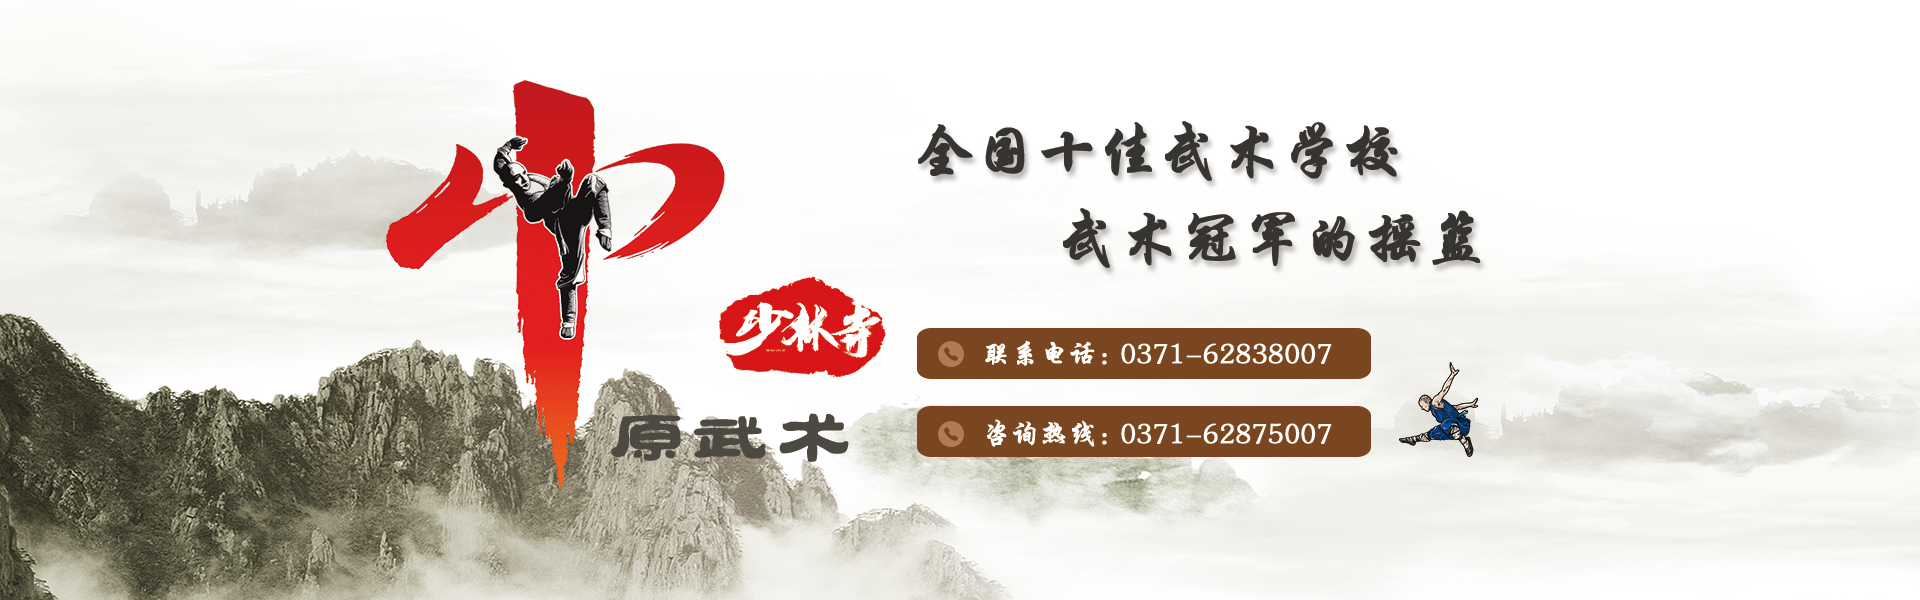 中
少林寺
原武术
全国十佳武术学校
武术冠军的摇篮
联系电话：0371-62838007
咨询热线：0371-62875007